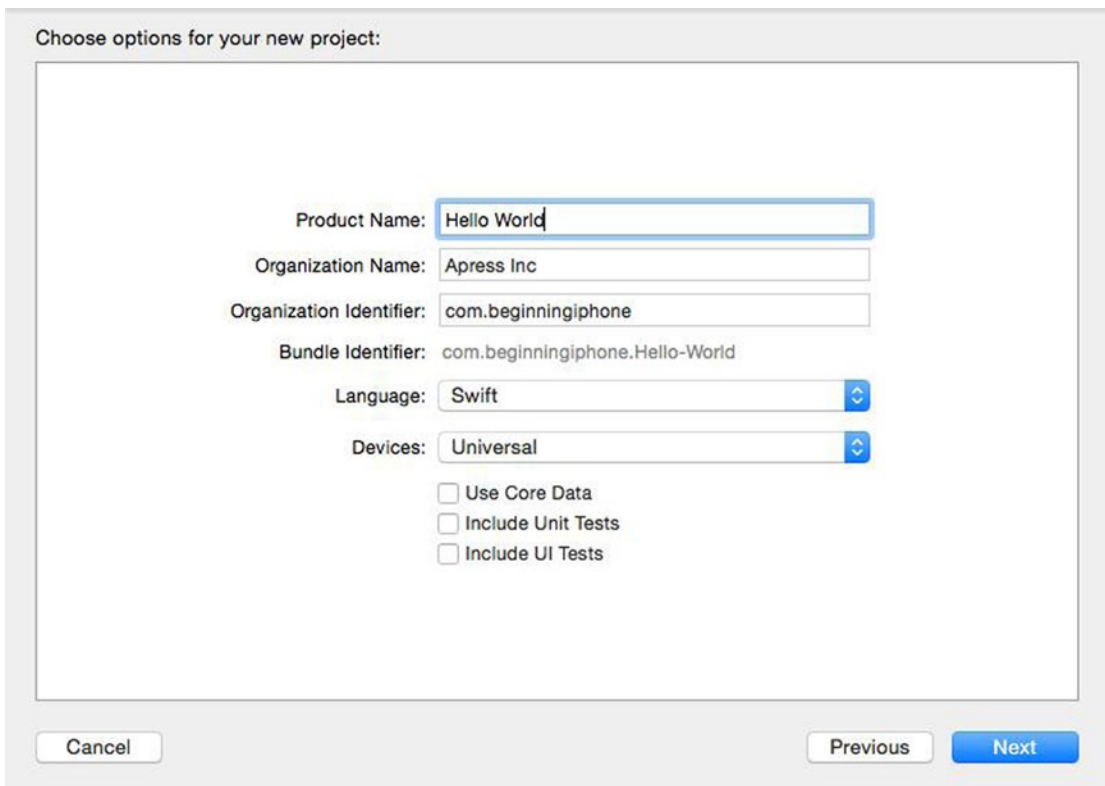 Choose options for your new project:
Product Name: Hello World
Organization Name: Apress Inc
Organization Identifier: com.beginningiphone
Bundle Identifier: com.beginningiphone.Hello-World
Language: Swift
Devices: Universal
Use Core Data
Include Unit Tests
Include UI Tests
Cancel Previous Next